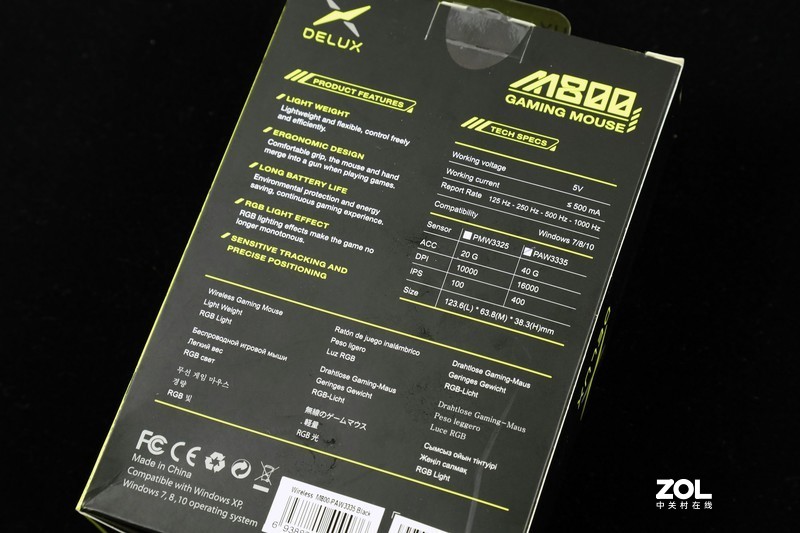 DELUX
PRODUCT FEATURES
LIGHT WEIGHT
Lightweight and flexible, control freely
and efficiently.
ERGONOMIC DESIGN
Comfortable grip, the mouse and hand
merge into a gun when playing games.
LONG BATTERY LIFE
Environmental protection and energy
saving, continuous gaming experience.
RGB LIGHT EFFECT
RGB lighting effects make the game no
longer monotonous.
SENSITIVE TRACKING AND
PRECISE POSITIONING
M800
GAMING MOUSE
TECH SPECS
Working voltage 5V
Working current ≤ 500 mA
Report Rate 125 Hz - 250 Hz - 500 Hz - 1000 Hz
Compatibility Windows 7/8/10
Sensor PMW3325 PAW3335
ACC 20 G 40 G
DPI 10000 16000
IPS 100 400
Size 123.6(L) * 63.8(M) * 38.3(H)mm
Wireless Gaming Mouse
Light Weight
RGB Light
Беспроводной игровой мыши
Легкий вес
RGB свет
무선 게임 마우스
경량
RGB 빛
Ratón de juego inalámbrico
Peso ligero
Luz RGB
Drahtlose Gaming-Maus
Geringes Gewicht
RGB-Licht
無線のゲームマウス
軽量
RGB 光
Drahtlose Gaming-Maus
Geringes Gewicht
RGB-Licht
Drahtlose Gaming-Maus
Peso leggero
Luce RGB
Сымсыз ойын тінтуірі
Жеңіл салмақ
RGB Light
FC CE
Made in China
Compatible with Windows XP,
Windows 7, 8, 10 operating system
Wireless M800 PAW3335 Black
DELUX
ZOL
中关村在线